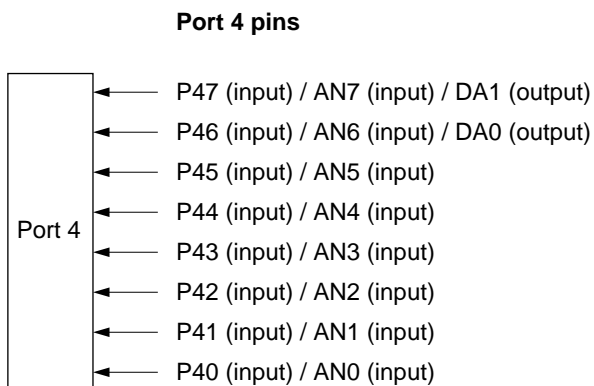 Port 4 pins
P47 (input) / AN7 (input) / DA1 (output)
P46 (input) / AN6 (input) / DA0 (output)
P45 (input) / AN5 (input)
P44 (input) / AN4 (input)
Port 4
P43 (input) / AN3 (input)
P42 (input) / AN2 (input)
P41 (input) / AN1 (input)
P40 (input) / AN0 (input)